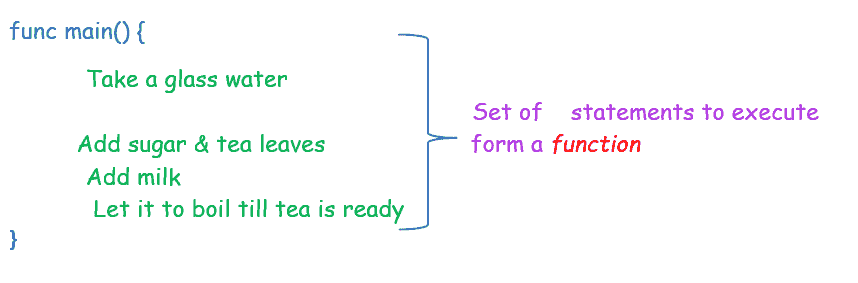 func main() {
Take a glass water
Set of statements to execute
Add sugar & tea leaves
form a function
Add milk
Let it to boil till tea is ready
}